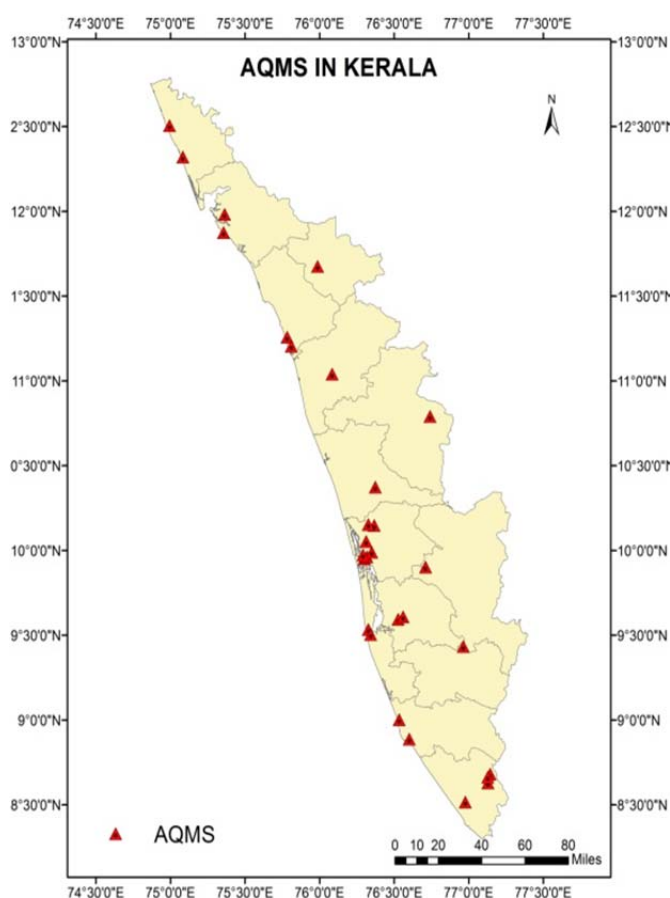 74°30'0"E 75°0'0"E 75°30'0"E 76°0'0"E 76°30'0"E 77°0'0"E 77°30'0"E
13°0'0"N 13°0'0"N
AQMS IN KERALA
N
2°30'0"N 12°30'0"N
12°0'0"N 12°0'0"N
1°30'0"N 11°30'0"N
11°0'0"N 11°0'0"N
0°30'0"N 10°30'0"N
10°0'0"N 10°0'0"N
9°30'0"N 9°30'0"N
9°0'0"N 9°0'0"N
8°30'0"N 8°30'0"N
AQMS
0 10 20 40 60 80
Miles
74°30'0"E 75°0'0"E 75°30'0"E 76°0'0"E 76°30'0"E 77°0'0"E 77°30'0"E